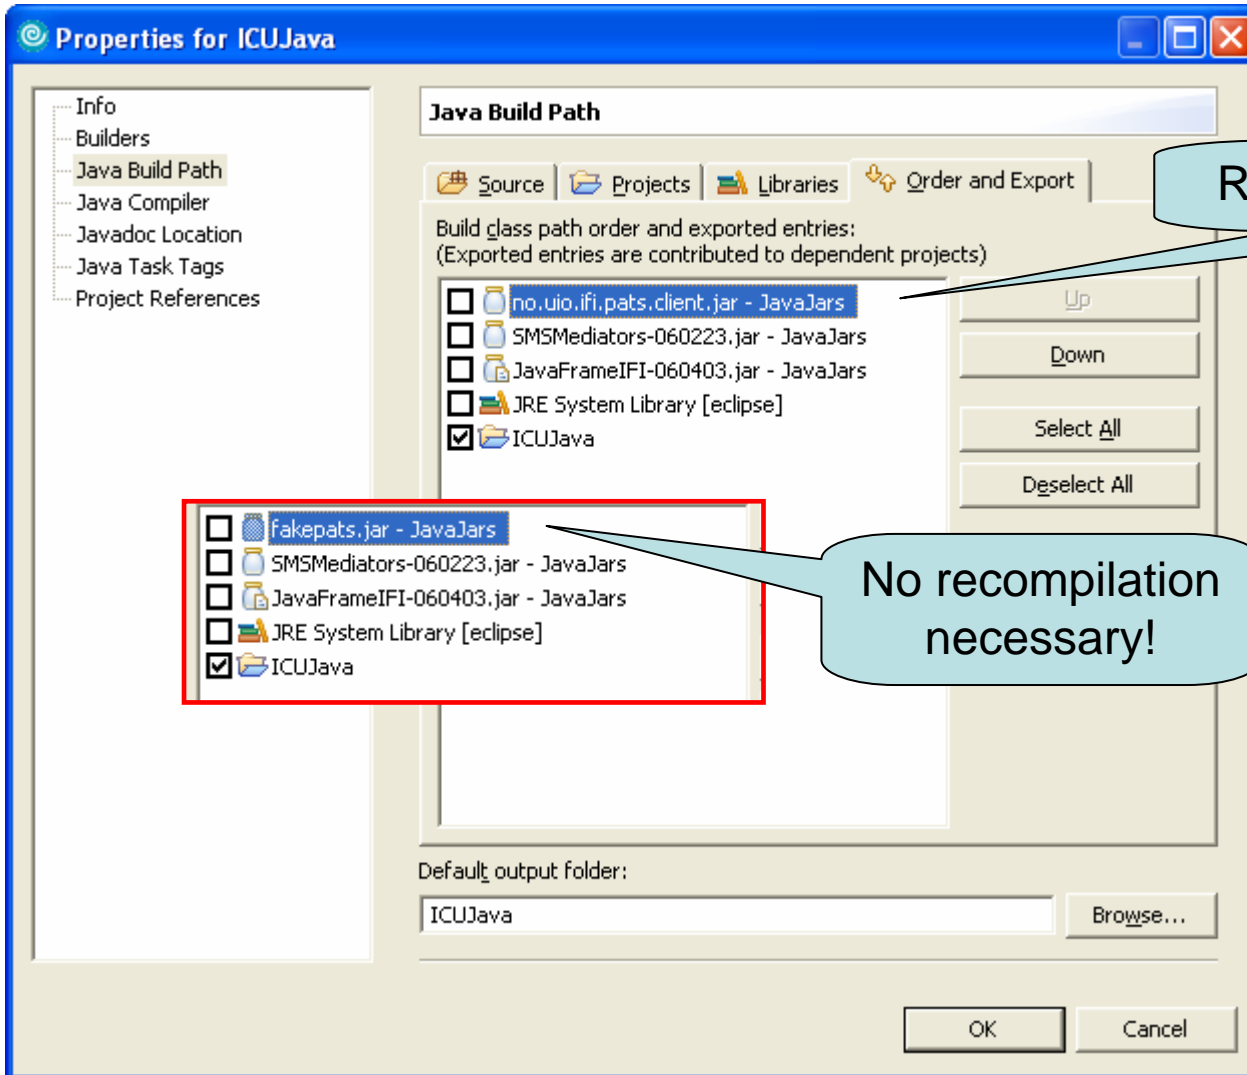 Properties for ICUJava
Info
Builders
Java Build Path
Java Compiler
Javadoc Location
Java Task Tags
Project References
Java Build Path
Source
Projects
Libraries
Order and Export
R
Build class path order and exported entries:
(Exported entries are contributed to dependent projects)
no.uio.ifi.pats.client.jar - JavaJars
SMSMediators-060223.jar - JavaJars
JavaFrameIFI-060403.jar - JavaJars
JRE System Library [eclipse]
ICUJava
Up
Down
Select All
Deselect All
fakepats.jar - JavaJars
SMSMediators-060223.jar - JavaJars
JavaFrameIFI-060403.jar - JavaJars
JRE System Library [eclipse]
ICUJava
No recompilation
necessary!
Default output folder:
ICUJava
Browse...
OK
Cancel